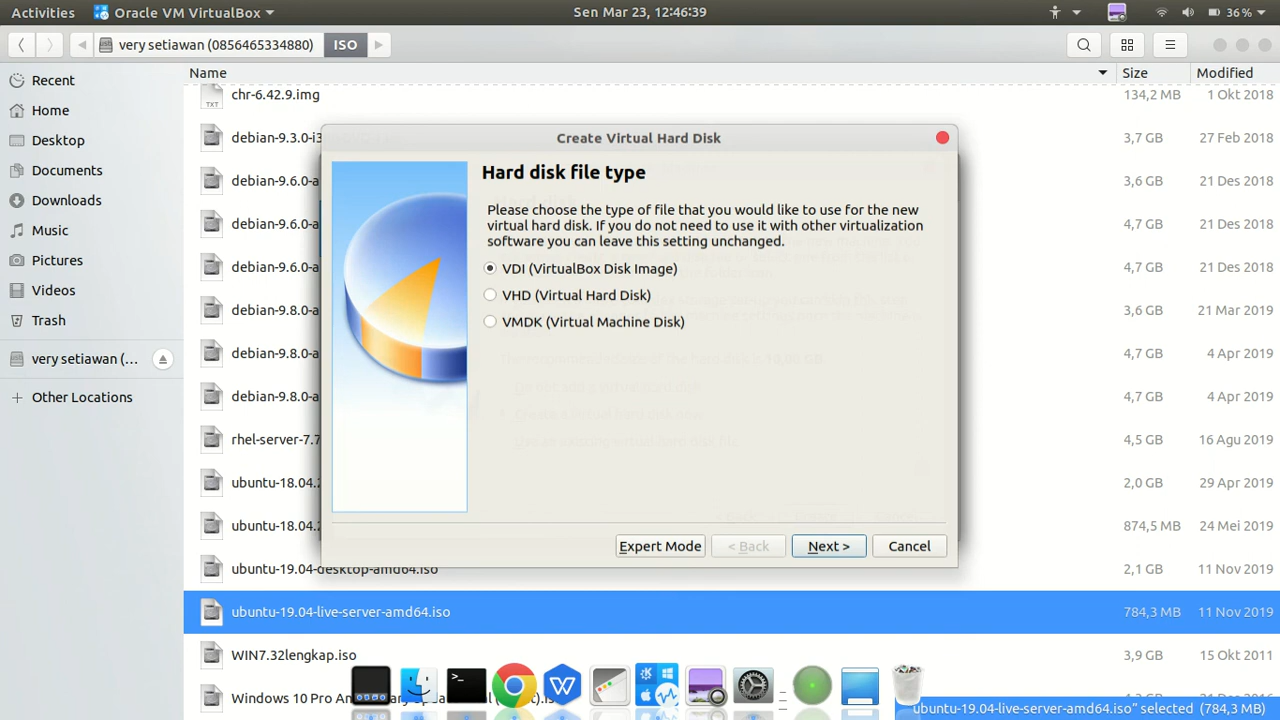 Activities
Oracle VM VirtualBox
Sen Mar 23, 12:46:39
36%
very setiawan (0856465334880)
ISO
Recent
Home
Desktop
Documents
Downloads
Music
Pictures
Videos
Trash
very setiawan (...
Other Locations
Name
Size
Modified
chr-6.42.9.img
134,2 MB
1 Okt 2018
debian-9.3.0-i3
3,7 GB
27 Feb 2018
debian-9.6.0-a
3,6 GB
21 Des 2018
debian-9.6.0-a
4,7 GB
21 Des 2018
debian-9.6.0-a
4,7 GB
21 Des 2018
debian-9.8.0-a
3,6 GB
21 Mar 2019
debian-9.8.0-a
4,7 GB
4 Apr 2019
debian-9.8.0-a
4,7 GB
4 Apr 2019
rhel-server-7.7
4,5 GB
16 Agu 2019
ubuntu-18.04.2
2,0 GB
29 Apr 2019
ubuntu-18.04.2
874,5 MB
24 Mei 2019
ubuntu-19.04-desktop-amd64.iso
2,1 GB
11 Nov 2019
ubuntu-19.04-live-server-amd64.iso
784,3 MB
11 Nov 2019
WIN7.32lengkap.iso
3,9 GB
15 Okt 2011
Create Virtual Hard Disk
Hard disk file type
Please choose the type of file that you would like to use for the new
virtual hard disk. If you do not need to use it with other virtualization
software you can leave this setting unchanged.
VDI (VirtualBox Disk Image)
VHD (Virtual Hard Disk)
VMDK (Virtual Machine Disk)
Expert Mode
< Back
Next >
Cancel
ubuntu-19.04-live-server-amd64.iso” selected (784,3 MB)